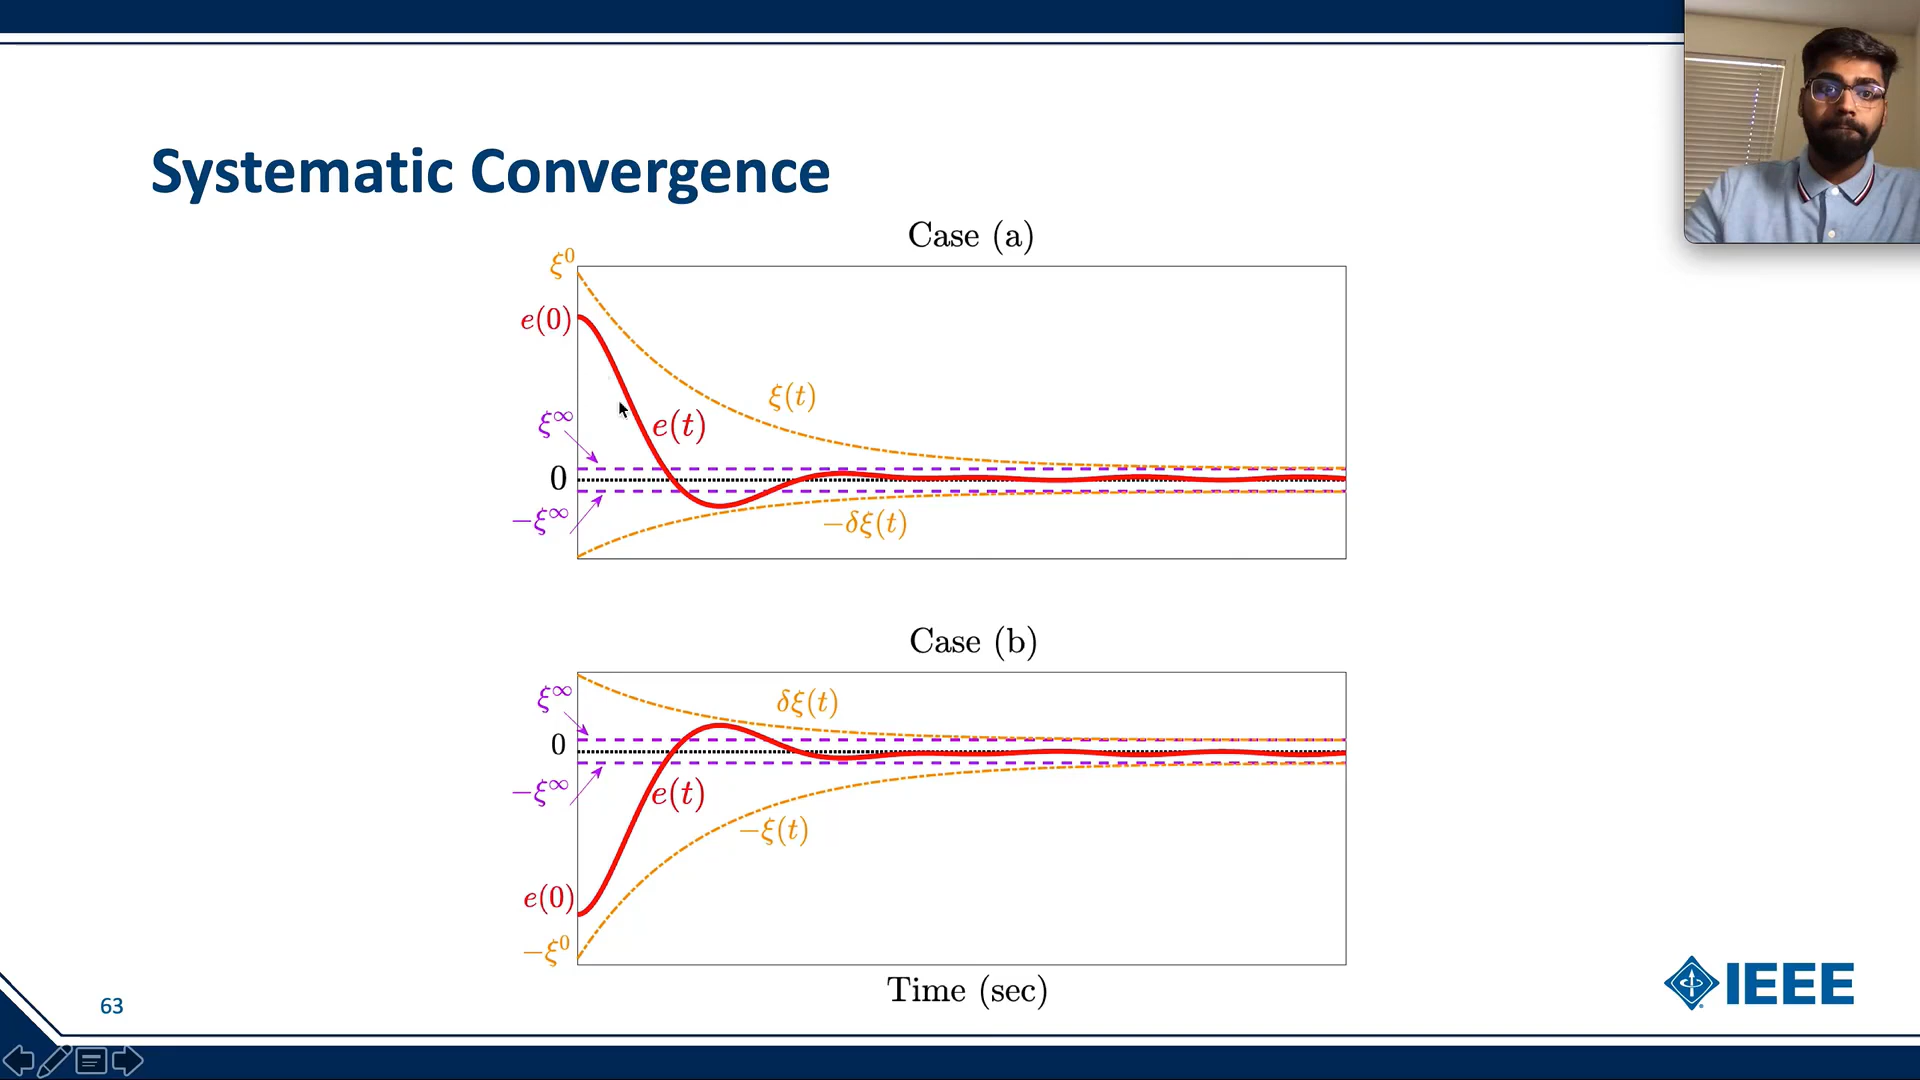 Systematic Convergence
Case (a)
ξ⁰
e(0)
ξ(t)
ξ^∞
e(t)
0
−ξ^∞
−δξ(t)
Case (b)
ξ^∞
δξ(t)
0
−ξ^∞
e(t)
−ξ(t)
e(0)
−ξ⁰
Time (sec)
IEEE
63